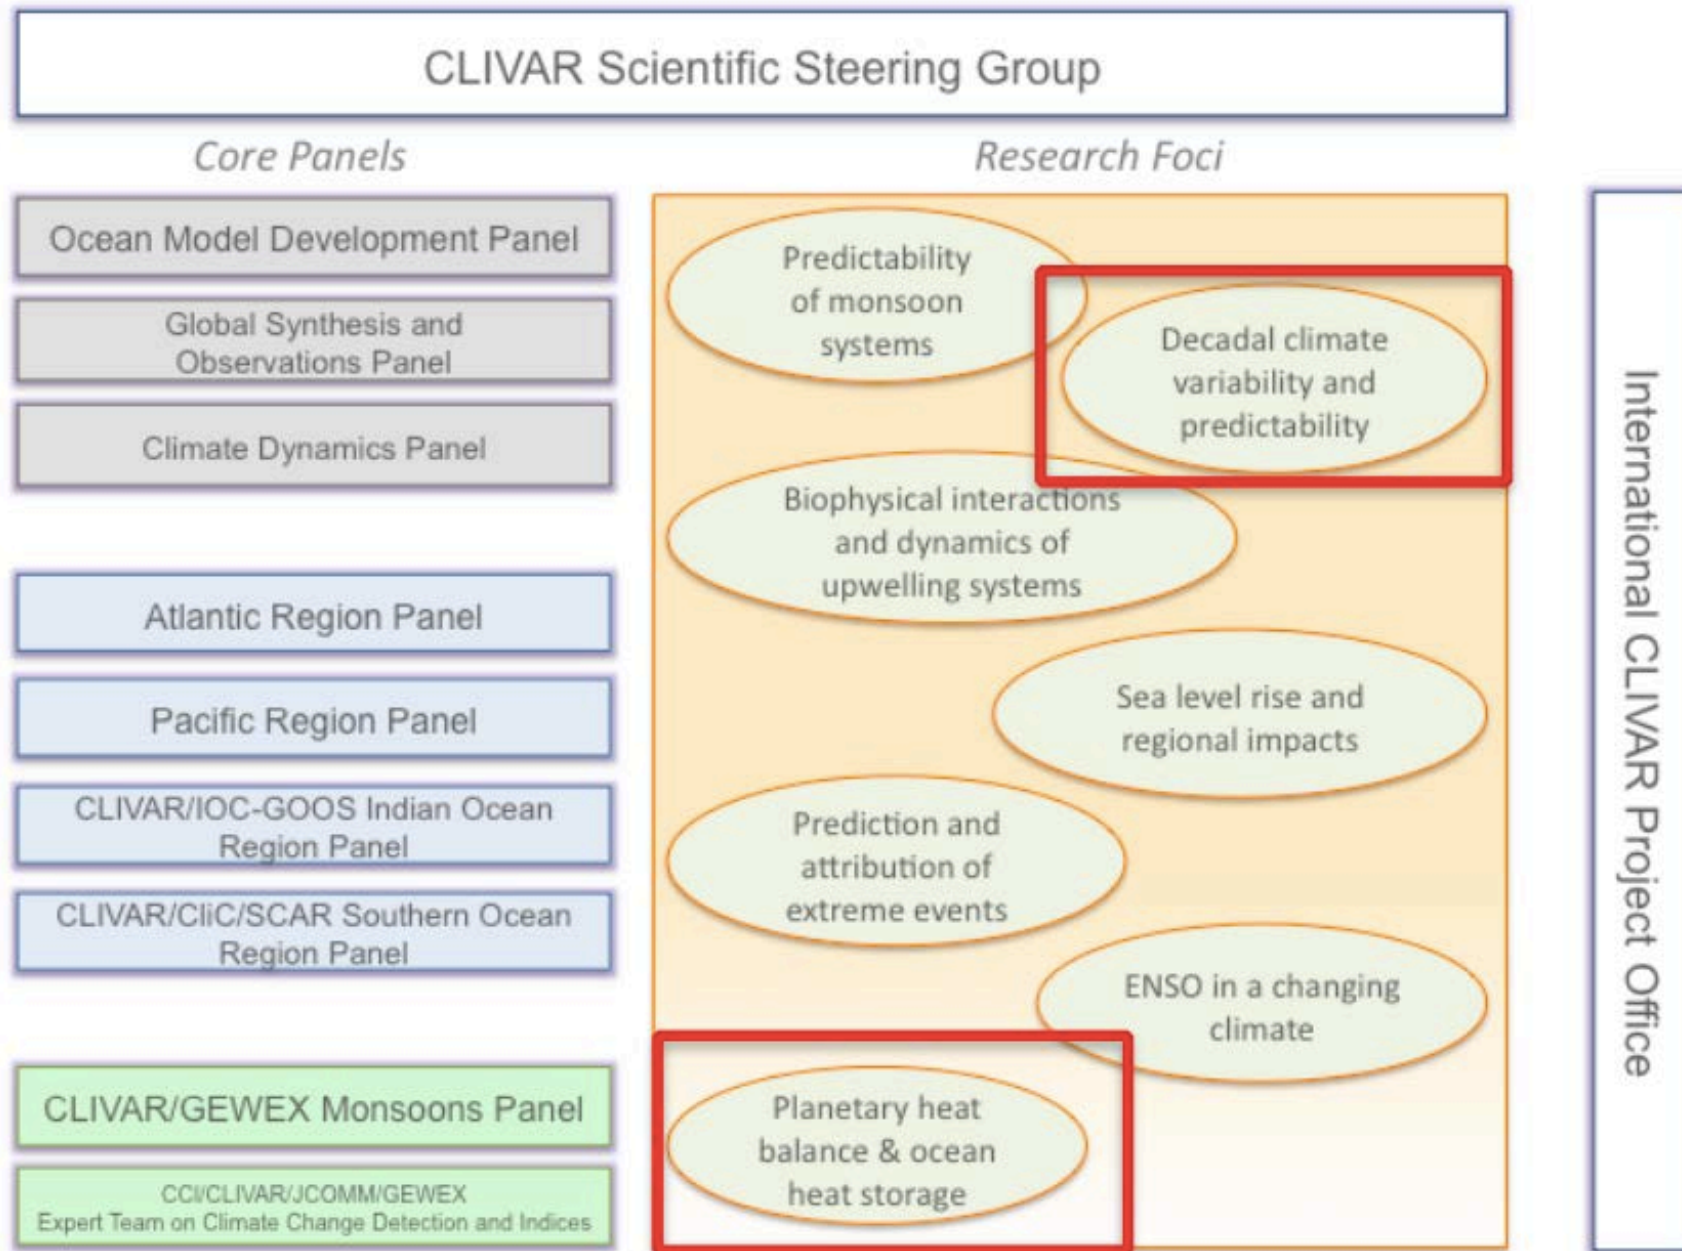 CLIVAR Scientific Steering Group
Core Panels
Research Foci
Ocean Model Development Panel
Global Synthesis and
Observations Panel
Climate Dynamics Panel
Atlantic Region Panel
Pacific Region Panel
CLIVAR/IOC-GOOS Indian Ocean
Region Panel
CLIVAR/CliC/SCAR Southern Ocean
Region Panel
CLIVAR/GEWEX Monsoons Panel
CCI/CLIVAR/JCOMM/GEWEX
Expert Team on Climate Change Detection and Indices
Predictability
of monsoon
systems
Decadal climate
variability and
predictability
Biophysical interactions
and dynamics of
upwelling systems
Sea level rise and
regional impacts
Prediction and
attribution of
extreme events
ENSO in a changing
climate
Planetary heat
balance & ocean
heat storage
International CLIVAR Project Office